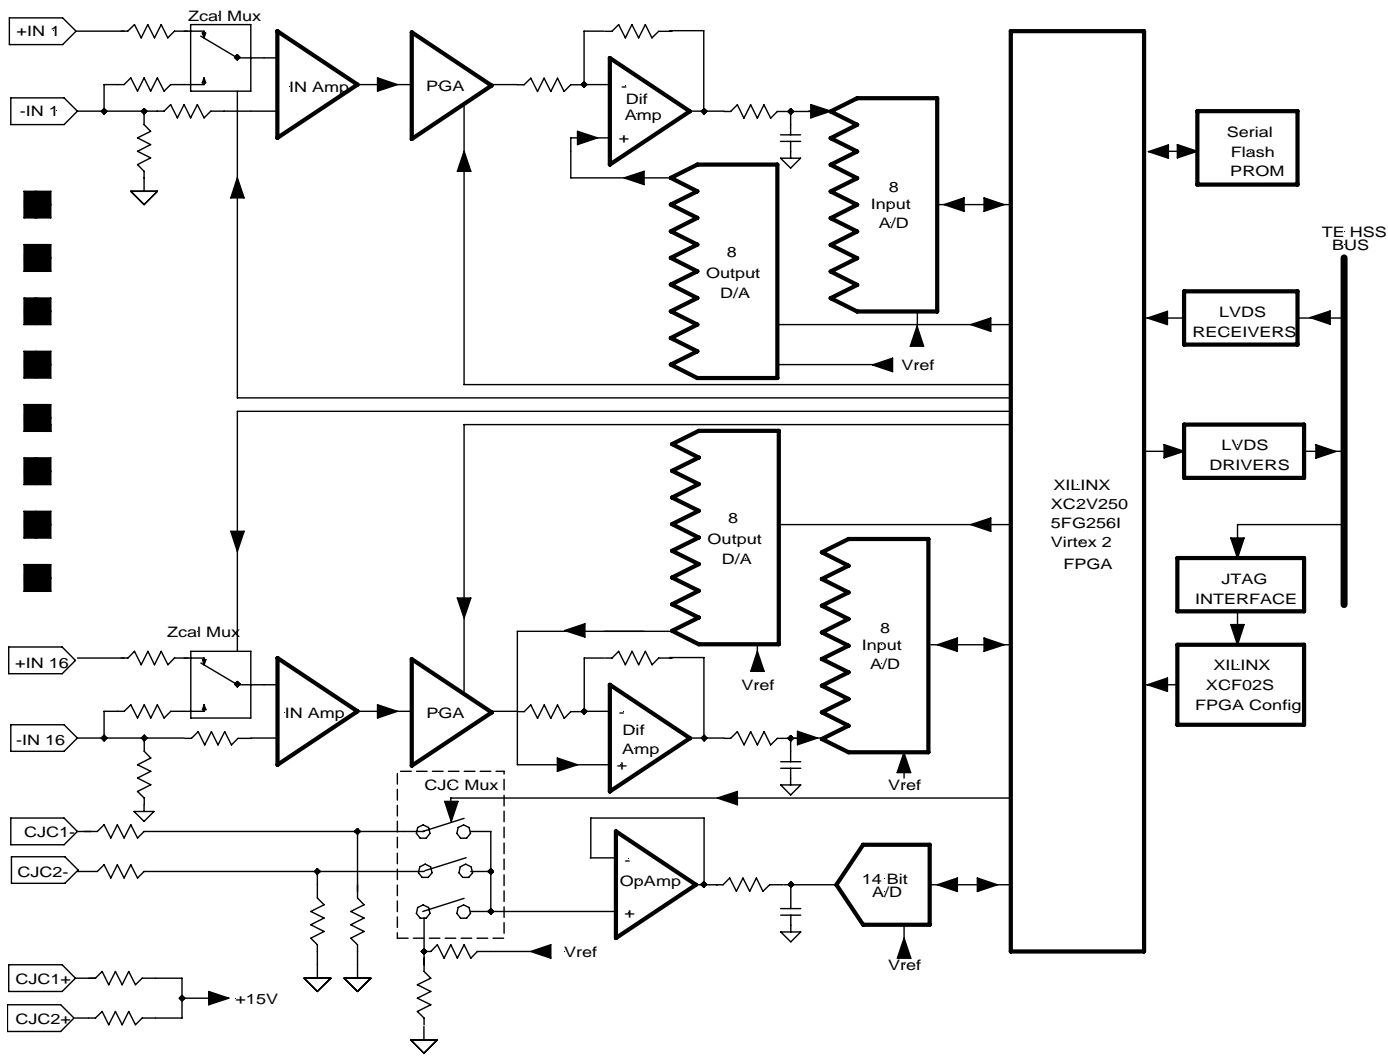 Zcal Mux
+IN 1
-IN 1
IN Amp
PGA
-
Dif
Amp
+
8
Input
A/D
8
Output
D/A
Vref
Serial
Flash
PROM
TE HSS
BUS
LVDS
RECEIVERS
LVDS
DRIVERS
XILINX
XC2V250
5FG256I
Virtex 2
FPGA
JTAG
INTERFACE
XILINX
XCF02S
FPGA Config
8
Output
D/A
Vref
8
Input
A/D
Vref
Zcal Mux
+IN 16
-IN 16
IN Amp
PGA
-
Dif
Amp
+
CJC Mux
CJC1-
CJC2-
-
OpAmp
+
14 Bit
A/D
Vref
Vref
CJC1+
CJC2+
+15V